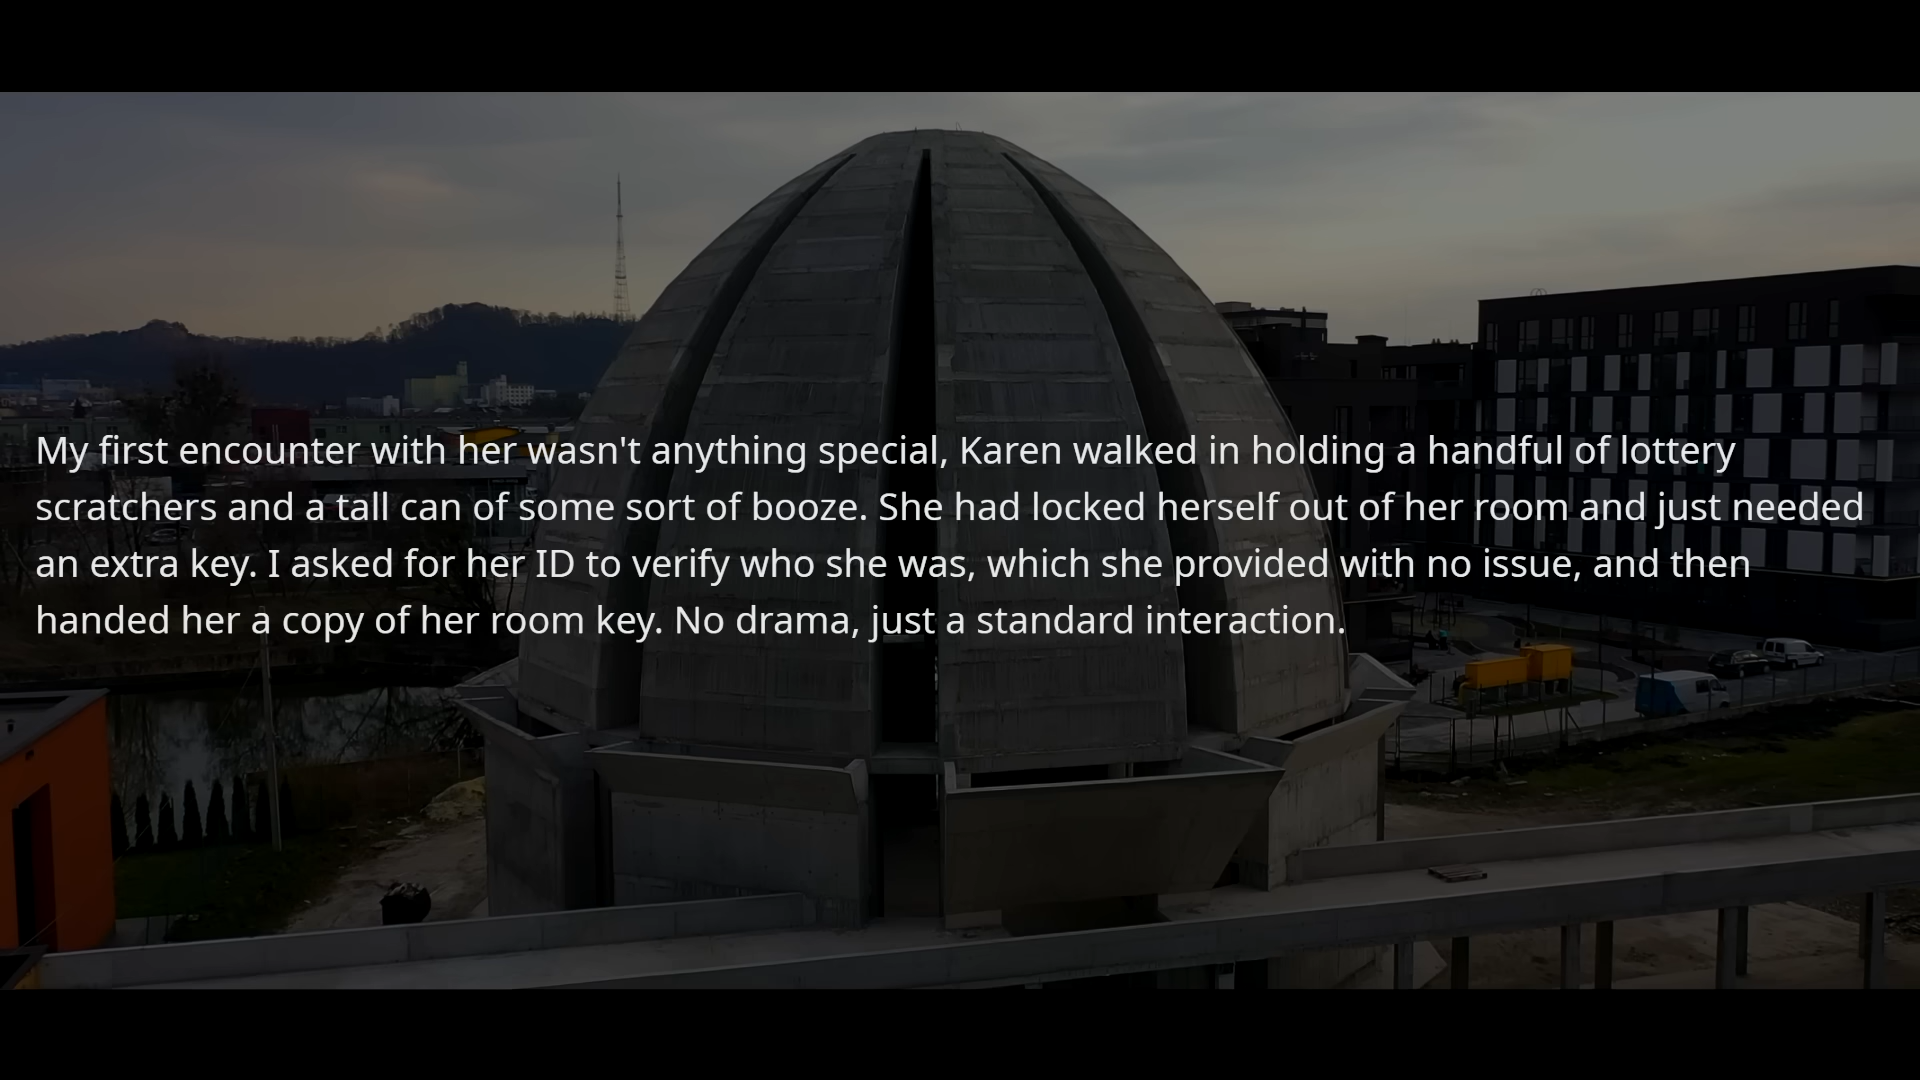 My first encounter with her wasn't anything special, Karen walked in holding a handful of lottery
scratchers and a tall can of some sort of booze. She had locked herself out of her room and just needed
an extra key. I asked for her ID to verify who she was, which she provided with no issue, and then
handed her a copy of her room key. No drama, just a standard interaction.